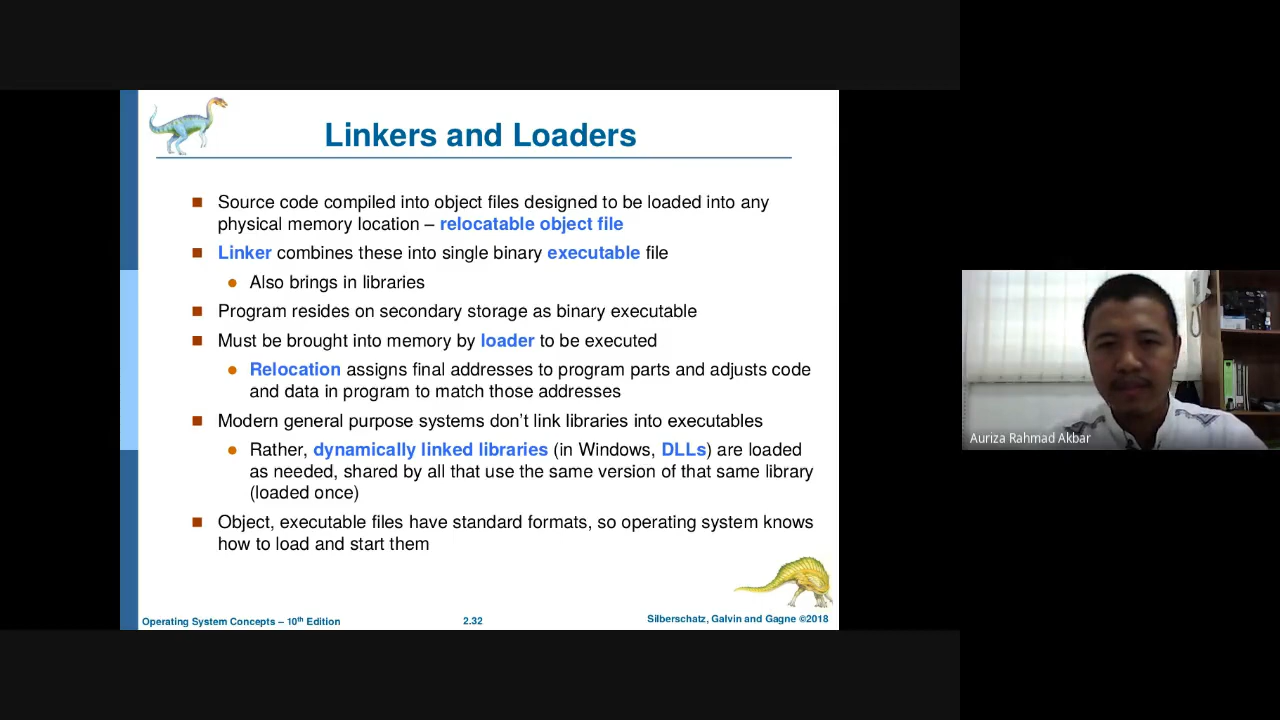 Linkers and Loaders
Source code compiled into object files designed to be loaded into any
physical memory location – relocatable object file
Linker combines these into single binary executable file
Also brings in libraries
Program resides on secondary storage as binary executable
Must be brought into memory by loader to be executed
Relocation assigns final addresses to program parts and adjusts code
and data in program to match those addresses
Modern general purpose systems don't link libraries into executables
Rather, dynamically linked libraries (in Windows, DLLs) are loaded
as needed, shared by all that use the same version of that same library
(loaded once)
Object, executable files have standard formats, so operating system knows
how to load and start them
Operating System Concepts – 10th Edition
2.32
Silberschatz, Galvin and Gagne ©2018
Auriza Rahmad Akbar